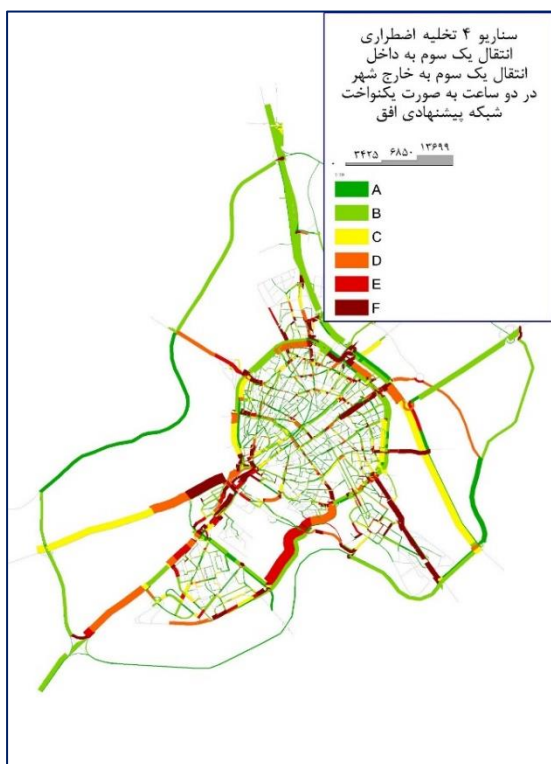 سناریو ۴ تخلیه اضطراری
انتقال یک سوم به داخل
انتقال یک سوم به خارج شهر
در دو ساعت به صورت یکنواخت
شبکه پیشنهادی افق
۳۴۲۵ ۶۸۵۰ ۱۳۶۹۹
A
B
C
D
E
F